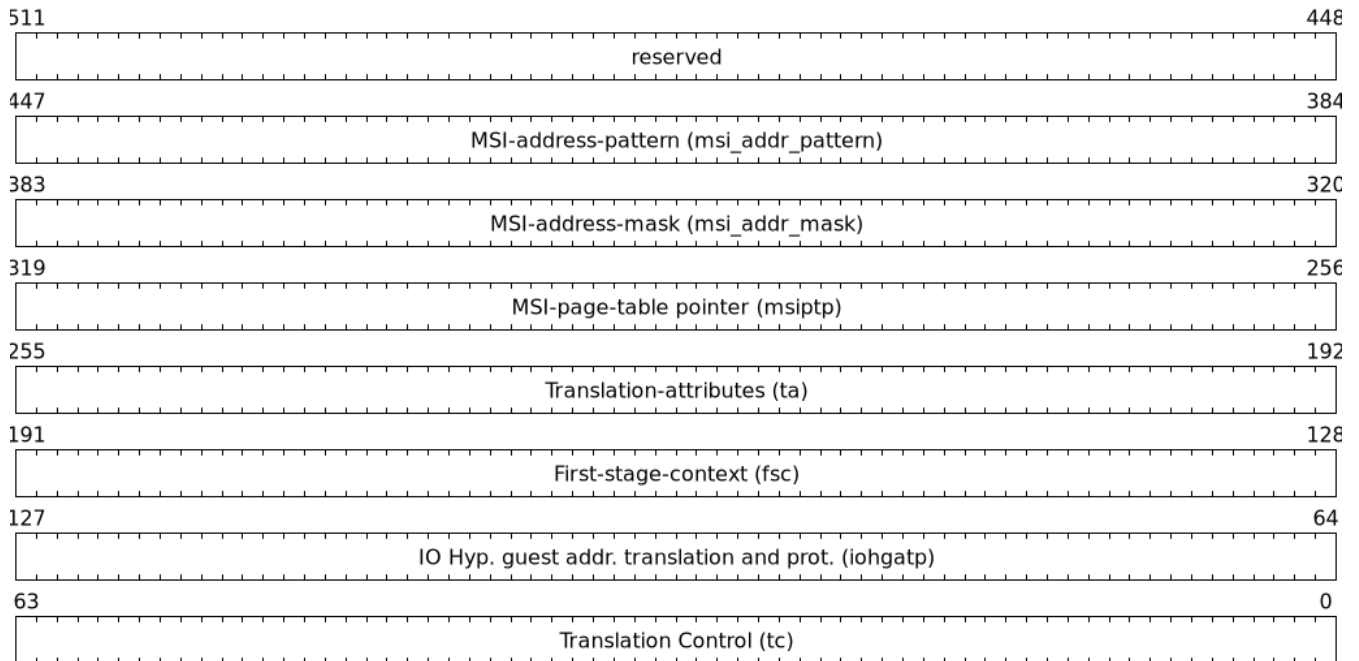 511 448
reserved
447 384
MSI-address-pattern (msi_addr_pattern)
383 320
MSI-address-mask (msi_addr_mask)
319 256
MSI-page-table pointer (msiptp)
255 192
Translation-attributes (ta)
191 128
First-stage-context (fsc)
127 64
IO Hyp. guest addr. translation and prot. (iohgatp)
63 0
Translation Control (tc)